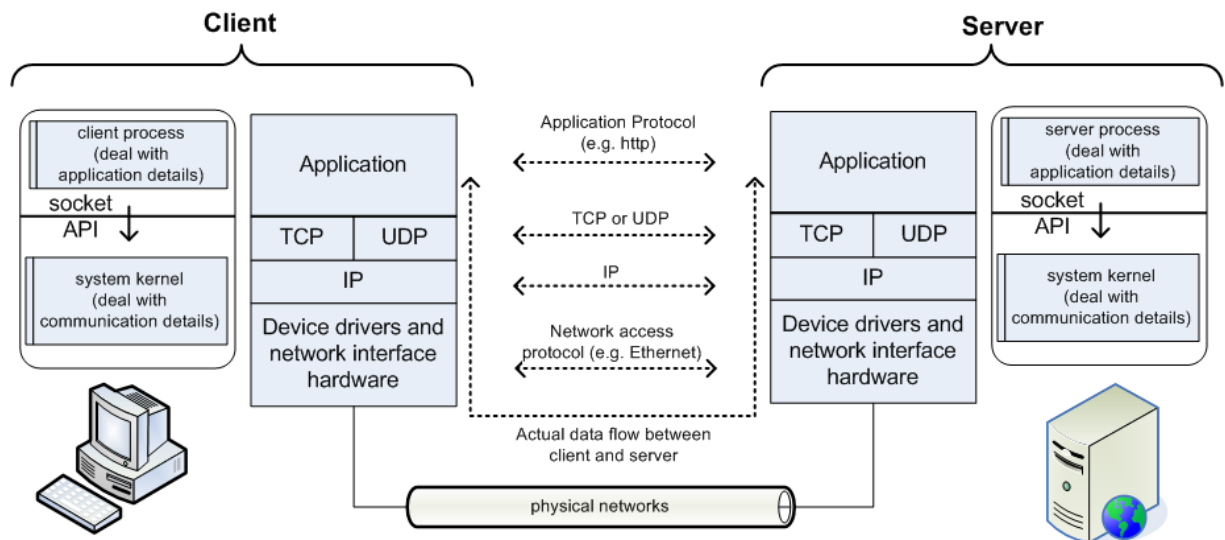 Client
Server
client process
(deal with
application details)
socket
API
system kernel
(deal with
communication details)
Application
TCP
UDP
IP
Device drivers and
network interface
hardware
Application Protocol
(e.g. http)
TCP or UDP
IP
Network access
protocol (e.g. Ethernet)
Actual data flow between
client and server
physical networks
Application
TCP
UDP
IP
Device drivers and
network interface
hardware
server process
(deal with
application details)
socket
API
system kernel
(deal with
communication details)